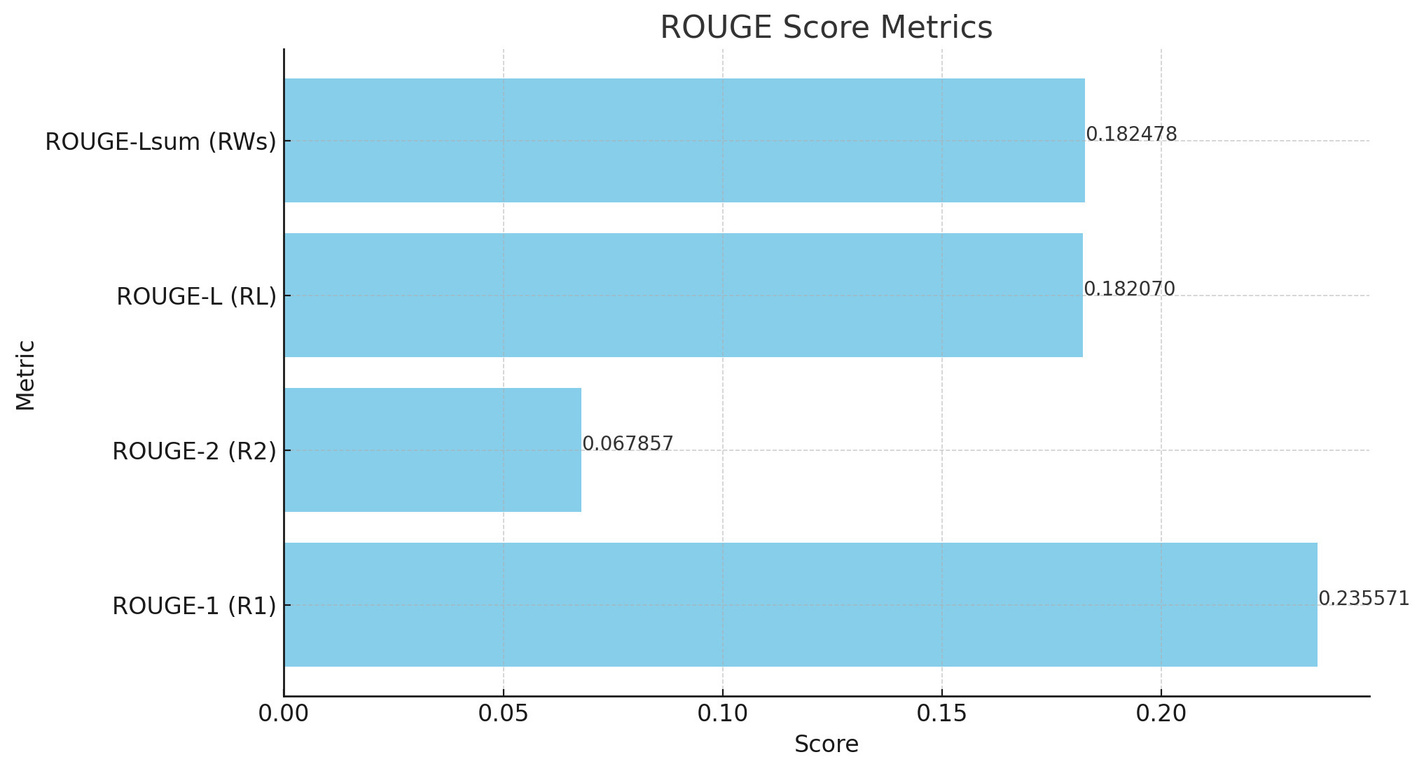 ROUGE Score Metrics
ROUGE-Lsum (RWs)
0.182478
ROUGE-L (RL)
0.182070
Metric
ROUGE-2 (R2)
0.067857
ROUGE-1 (R1)
0.235571
0.00 0.05 0.10 0.15 0.20
Score